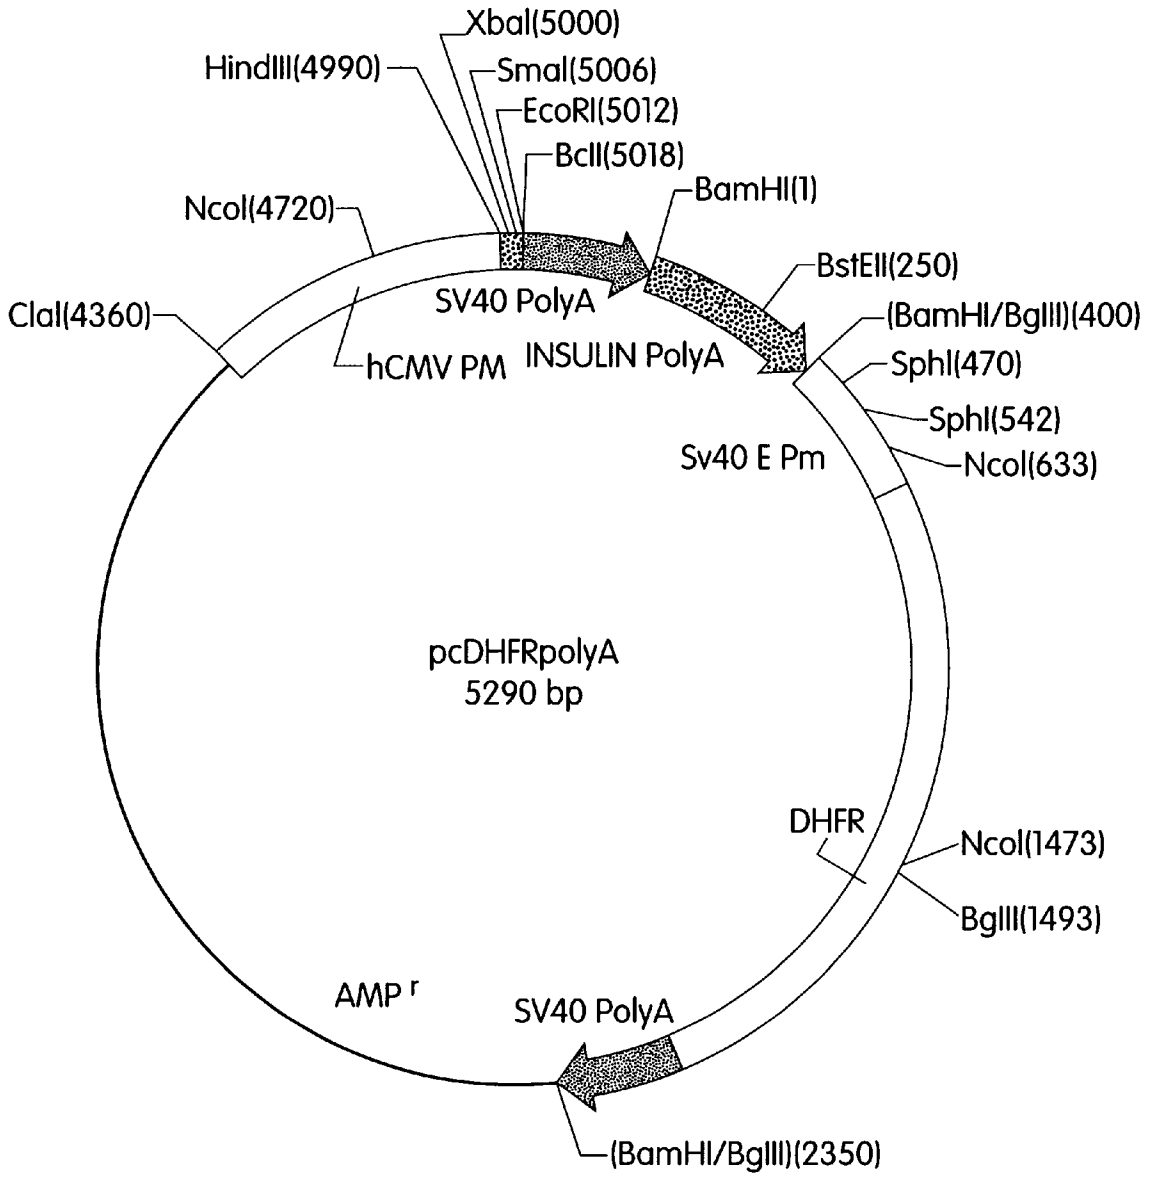 XbaI(5000)
HindIII(4990)
SmaI(5006)
EcoRI(5012)
BclI(5018)
BamHI(1)
NcoI(4720)
BstEII(250)
ClaI(4360)
(BamHI/BglII)(400)
SV40 PolyA
hCMV PM
INSULIN PolyA
SphI(470)
SphI(542)
Sv40 E Pm
NcoI(633)
pcDHFRpolyA
5290 bp
DHFR
NcoI(1473)
BglII(1493)
AMP r
SV40 PolyA
(BamHI/BglII)(2350)